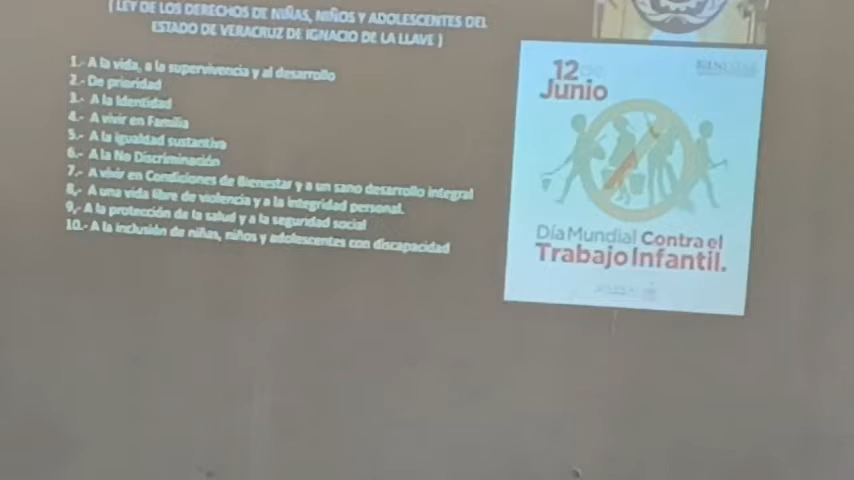 ( LEY DE LOS DERECHOS DE NIÑAS, NIÑOS Y ADOLESCENTES DEL
ESTADO DE VERACRUZ DE IGNACIO DE LA LLAVE )
1.- A la vida, a la supervivencia y al desarrollo
2.- De prioridad
3.- A la Identidad
4.- A vivir en Familia
5.- A la igualdad sustantiva
6.- A la No Discriminación
7.- A vivir en Condiciones de Bienestar y a un sano desarrollo integral
8,- A una vida libre de violencia y a la integridad personal.
9,- A la protección de la salud y a la seguridad social
10.- A la inclusión de niñas, niños y adolescentes con discapacidad
12 de
Junio
BIENESTAR
Día Mundial Contra el
Trabajo Infantil.